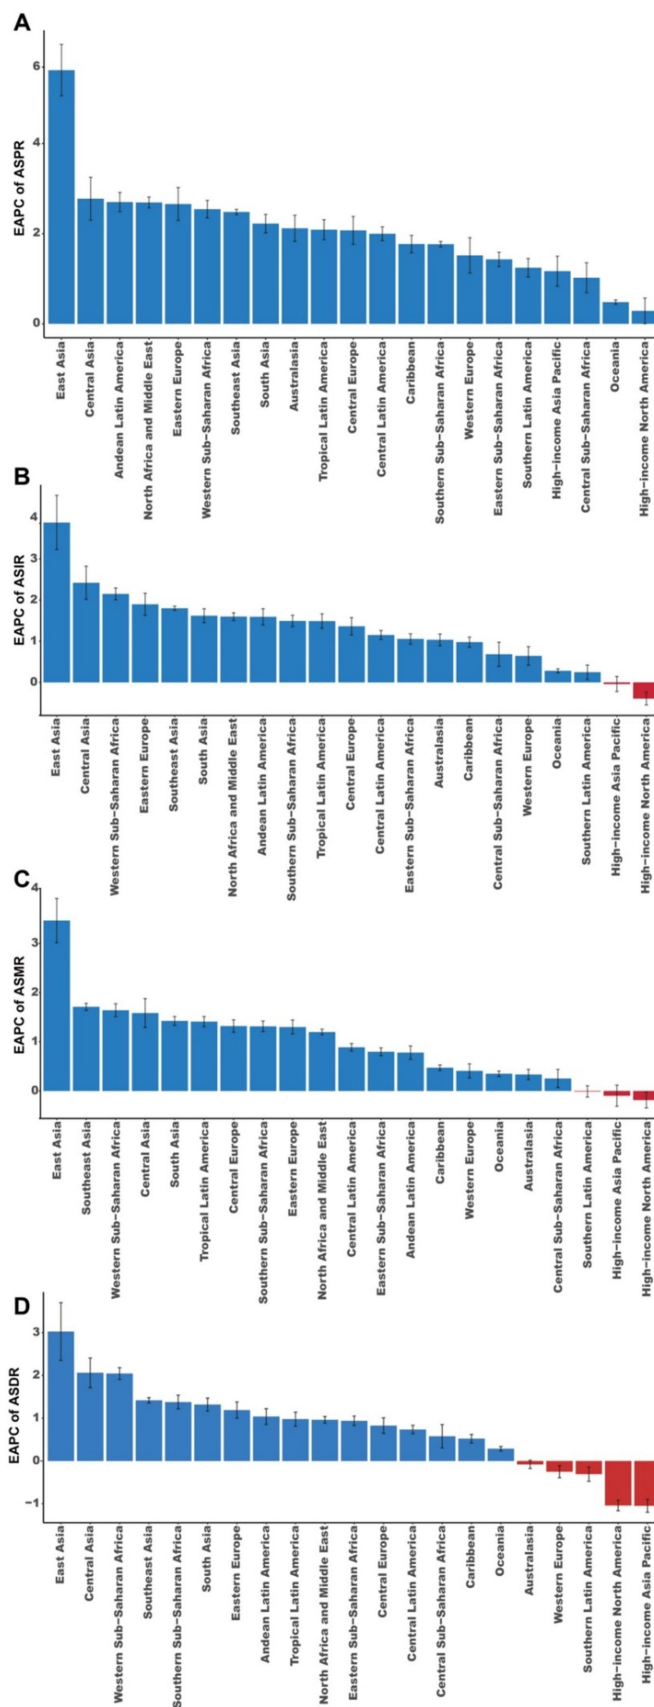 A
EAPC of ASPR
6
4
2
0
East Asia
Central Asia
Andean Latin America
North Africa and Middle East
Eastern Europe
Western Sub-Saharan Africa
Southeast Asia
South Asia
Australasia
Tropical Latin America
Central Europe
Central Latin America
Caribbean
Southern Sub-Saharan Africa
Western Europe
Eastern Sub-Saharan Africa
Southern Latin America
High-income Asia Pacific
Central Sub-Saharan Africa
Oceania
High-income North America
B
EAPC of ASIR
4
3
2
1
0
East Asia
Central Asia
Western Sub-Saharan Africa
Eastern Europe
Southeast Asia
South Asia
North Africa and Middle East
Andean Latin America
Southern Sub-Saharan Africa
Tropical Latin America
Central Europe
Central Latin America
Eastern Sub-Saharan Africa
Australasia
Caribbean
Central Sub-Saharan Africa
Western Europe
Oceania
Southern Latin America
High-income Asia Pacific
High-income North America
C
EAPC of ASMR
4
3
2
1
0
East Asia
Southeast Asia
Western Sub-Saharan Africa
Central Asia
South Asia
Tropical Latin America
Central Europe
Southern Sub-Saharan Africa
Eastern Europe
North Africa and Middle East
Central Latin America
Eastern Sub-Saharan Africa
Andean Latin America
Caribbean
Western Europe
Oceania
Australasia
Central Sub-Saharan Africa
Southern Latin America
High-income Asia Pacific
High-income North America
D
EAPC of ASDR
3
2
1
0
-1
East Asia
Central Asia
Western Sub-Saharan Africa
Southeast Asia
Southern Sub-Saharan Africa
South Asia
Eastern Europe
Andean Latin America
Tropical Latin America
North Africa and Middle East
Eastern Sub-Saharan Africa
Central Europe
Central Latin America
Central Sub-Saharan Africa
Caribbean
Oceania
Australasia
Western Europe
Southern Latin America
High-income North America
High-income Asia Pacific